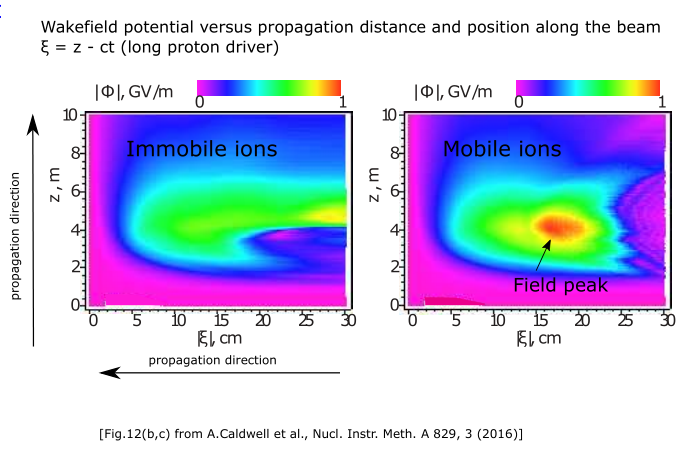 Wakefield potential versus propagation distance and position along the beam
ξ = z - ct (long proton driver)
|Φ|, GV/m
0 1
|Φ|, GV/m
0 1
propagation direction
z , m
10
8
6
4
2
0
Immobile ions
0 5 10 15 20 25 30
|ξ|, cm
z , m
10
8
6
4
2
0
Mobile ions
Field peak
0 5 10 15 20 25 30
|ξ|, cm
propagation direction
[Fig.12(b,c) from A.Caldwell et al., Nucl. Instr. Meth. A 829, 3 (2016)]